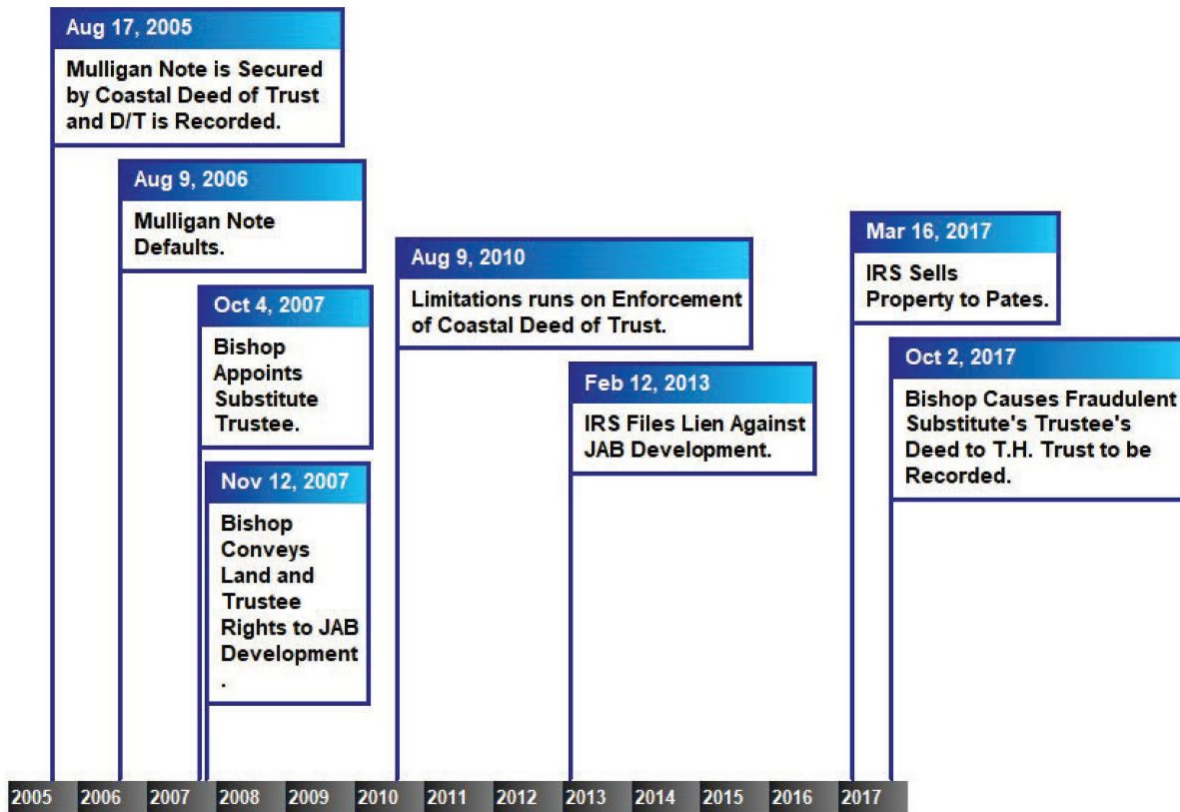 Aug 17, 2005
Mulligan Note is Secured
by Coastal Deed of Trust
and D/T is Recorded.
Aug 9, 2006
Mulligan Note
Defaults.
Oct 4, 2007
Bishop
Appoints
Substitute
Trustee.
Nov 12, 2007
Bishop
Conveys
Land and
Trustee
Rights to JAB
Development
.
Aug 9, 2010
Limitations runs on Enforcement
of Coastal Deed of Trust.
Feb 12, 2013
IRS Files Lien Against
JAB Development.
Mar 16, 2017
IRS Sells
Property to Pates.
Oct 2, 2017
Bishop Causes Fraudulent
Substitute's Trustee's
Deed to T.H. Trust to be
Recorded.
2005 2006 2007 2008 2009 2010 2011 2012 2013 2014 2015 2016 2017